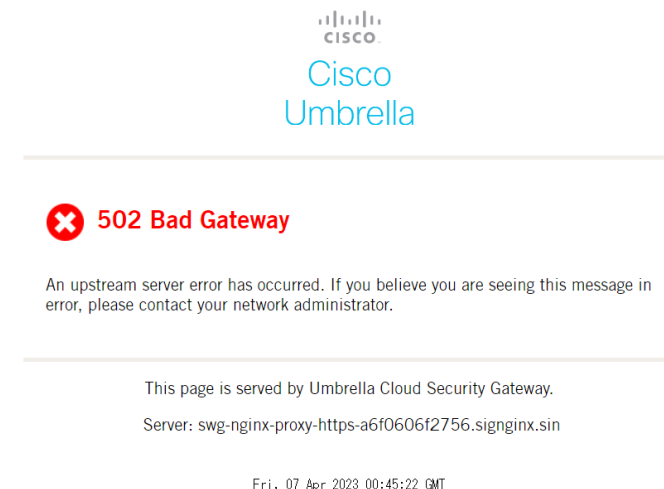 CISCO
Cisco
Umbrella
502 Bad Gateway
An upstream server error has occurred. If you believe you are seeing this message in
error, please contact your network administrator.
This page is served by Umbrella Cloud Security Gateway.
Server: swg-nginx-proxy-https-a6f0606f2756.signginx.sin
Fri, 07 Apr 2023 00:45:22 GMT